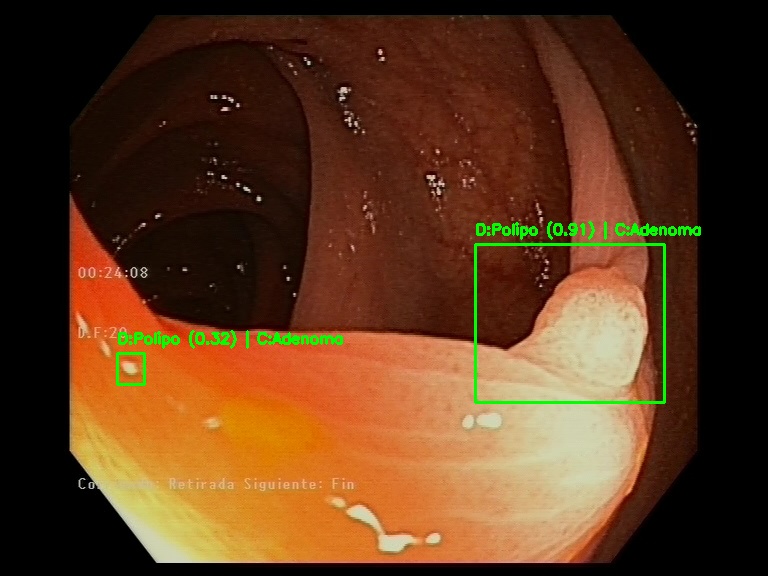 D:Polipo (0.91) | C:Adenoma
00:24:08
D.F:20
D:Polipo (0.32) | C:Adenoma
Retirada Siguiente: Fin